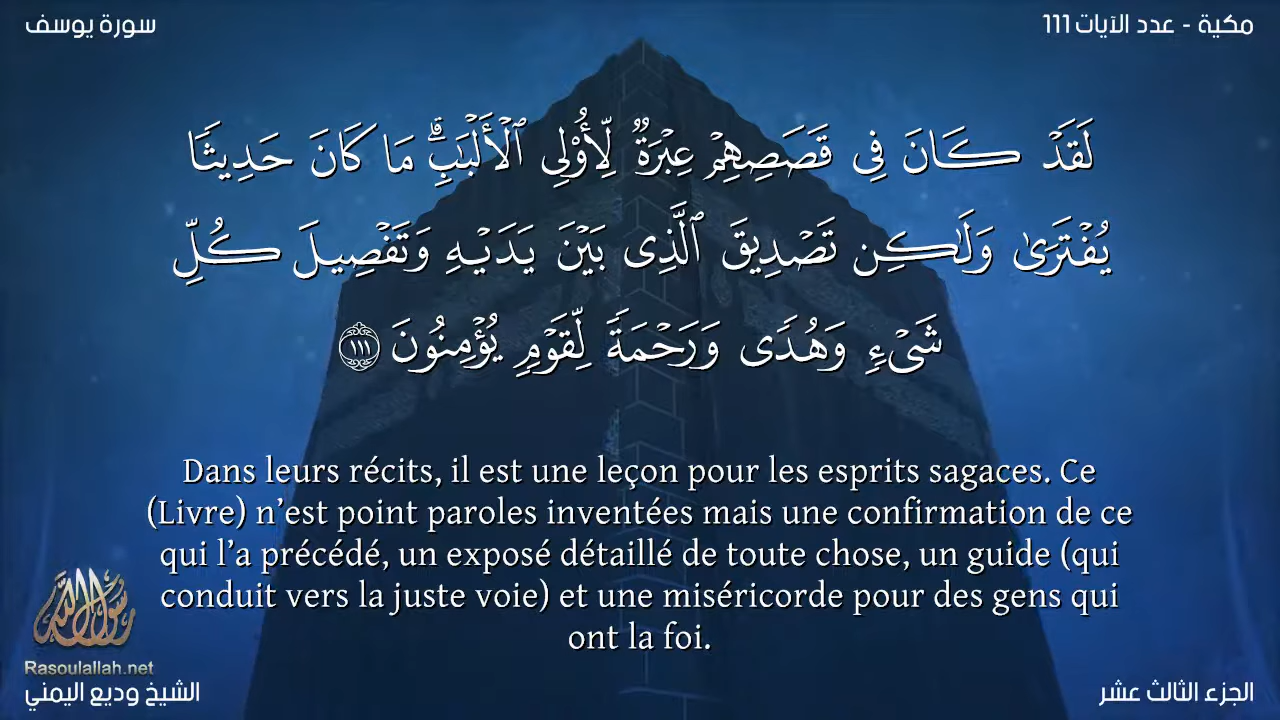 مكية - عدد الآيات 111
سورة يوسف
لَقَدْ كَانَ فِى قَصَصِهِمْ عِبْرَةٌ لِّأُو۟لِى ٱلْأَلْبَـٰبِ ۗ مَا كَانَ حَدِيثًا
يُفْتَرَىٰ وَلَـٰكِن تَصْدِيقَ ٱلَّذِى بَيْنَ يَدَيْهِ وَتَفْصِيلَ كُلِّ
شَىْءٍ وَهُدًى وَرَحْمَةً لِّقَوْمٍ يُؤْمِنُونَ ١١١
Dans leurs récits, il est une leçon pour les esprits sagaces. Ce
(Livre) n’est point paroles inventées mais une confirmation de ce
qui l’a précédé, un exposé détaillé de toute chose, un guide (qui
conduit vers la juste voie) et une miséricorde pour des gens qui
ont la foi.
رسول الله
Rasoulallah.net
الجزء الثالث عشر
الشيخ وديع اليمني